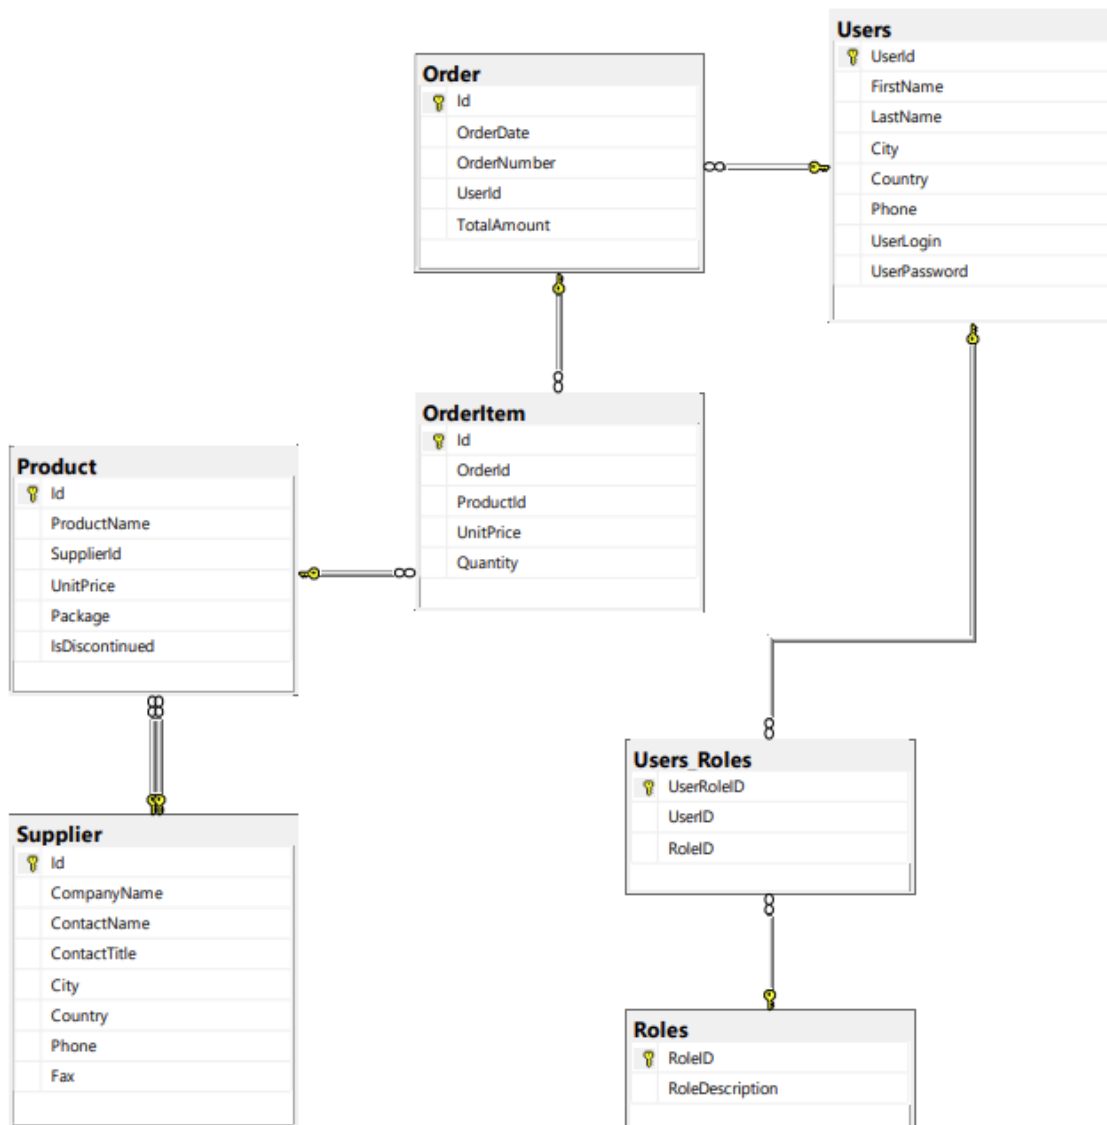 Users
UserId
FirstName
LastName
City
Country
Phone
UserLogin
UserPassword
Order
Id
OrderDate
OrderNumber
UserId
TotalAmount
OrderItem
Id
OrderId
ProductId
UnitPrice
Quantity
Product
Id
ProductName
SupplierId
UnitPrice
Package
IsDiscontinued
Users_Roles
UserRoleID
UserID
RoleID
Supplier
Id
CompanyName
ContactName
ContactTitle
City
Country
Phone
Fax
Roles
RoleID
RoleDescription